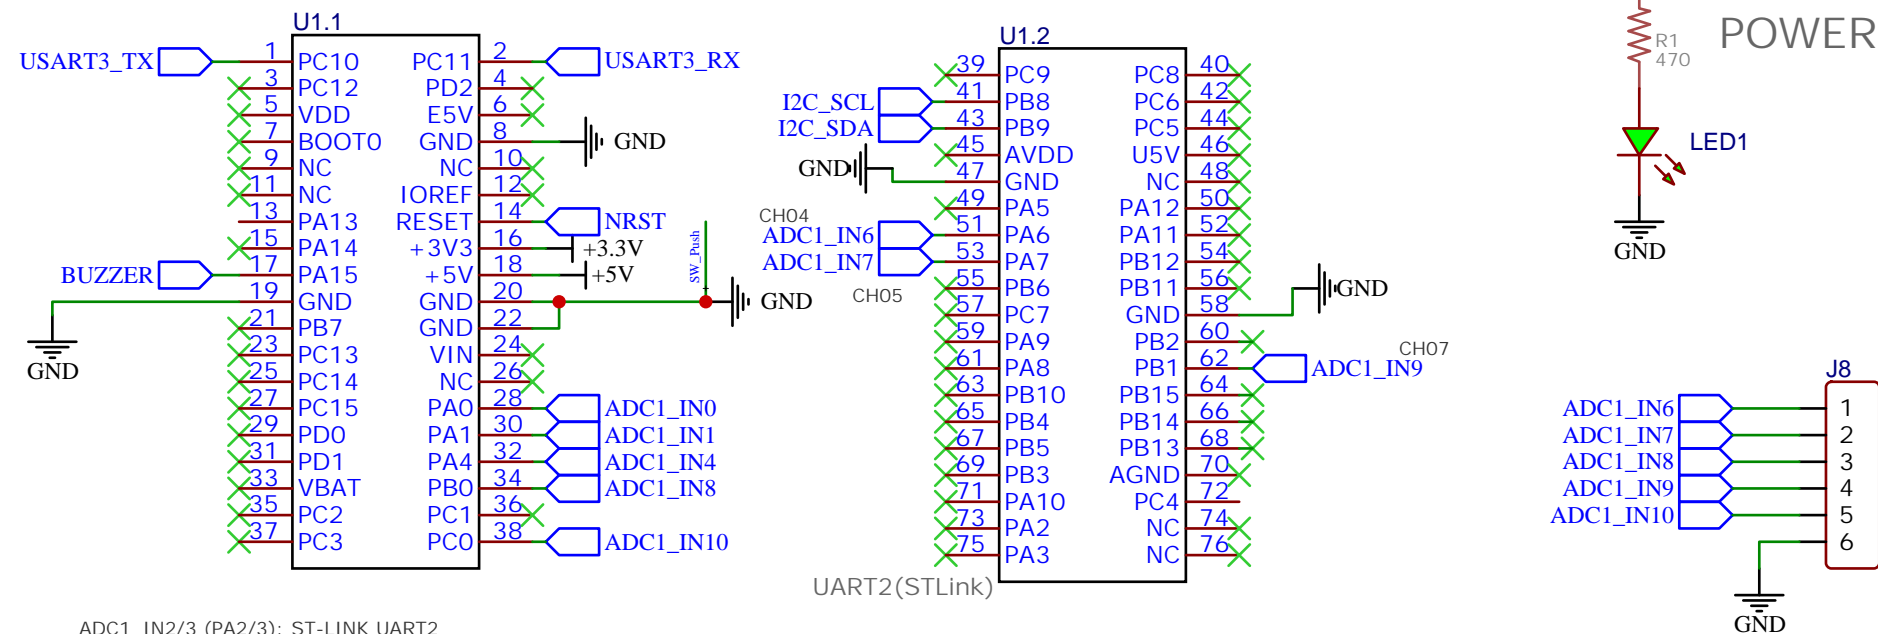 U1.1
USART3_TX 1 PC10 PC11 2 USART3_RX
3 PC12 PD2 4
5 VDD E5V 6
7 BOOT0 GND 8 GND
9 NC NC 10
11 NC IOREF 12
13 PA13 RESET 14 NRST
15 PA14 +3V3 16 +3.3V
BUZZER 17 PA15 +5V 18 +5V
19 GND GND 20 GND
SW_Push
21 PB7 GND 22
GND
23 PC13 VIN 24
25 PC14 NC 26
27 PC15 PA0 28 ADC1_IN0
29 PD0 PA1 30 ADC1_IN1
31 PD1 PA4 32 ADC1_IN4
33 VBAT PB0 34 ADC1_IN8
35 PC2 PC1 36
37 PC3 PC0 38 ADC1_IN10
ADC1_IN2/3 (PA2/3): ST-LINK UART2
U1.2
39 PC9 PC8 40
I2C_SCL 41 PB8 PC6 42
I2C_SDA 43 PB9 PC5 44
45 AVDD U5V 46
GND 47 GND NC 48
49 PA5 PA12 50
CH04
ADC1_IN6 51 PA6 PA11 52
ADC1_IN7 53 PA7 PB12 54
CH05
55 PB6 PB11 56 GND
57 PC7 GND 58
59 PA9 PB2 60
CH07
61 PA8 PB1 62 ADC1_IN9
63 PB10 PB15 64
65 PB4 PB14 66
67 PB5 PB13 68
69 PB3 AGND 70
71 PA10 PC4 72
73 PA2 NC 74
75 PA3 NC 76
UART2(STLink)
POWER
R1
470
LED1
GND
J8
ADC1_IN6 1
ADC1_IN7 2
ADC1_IN8 3
ADC1_IN9 4
ADC1_IN10 5
6
GND